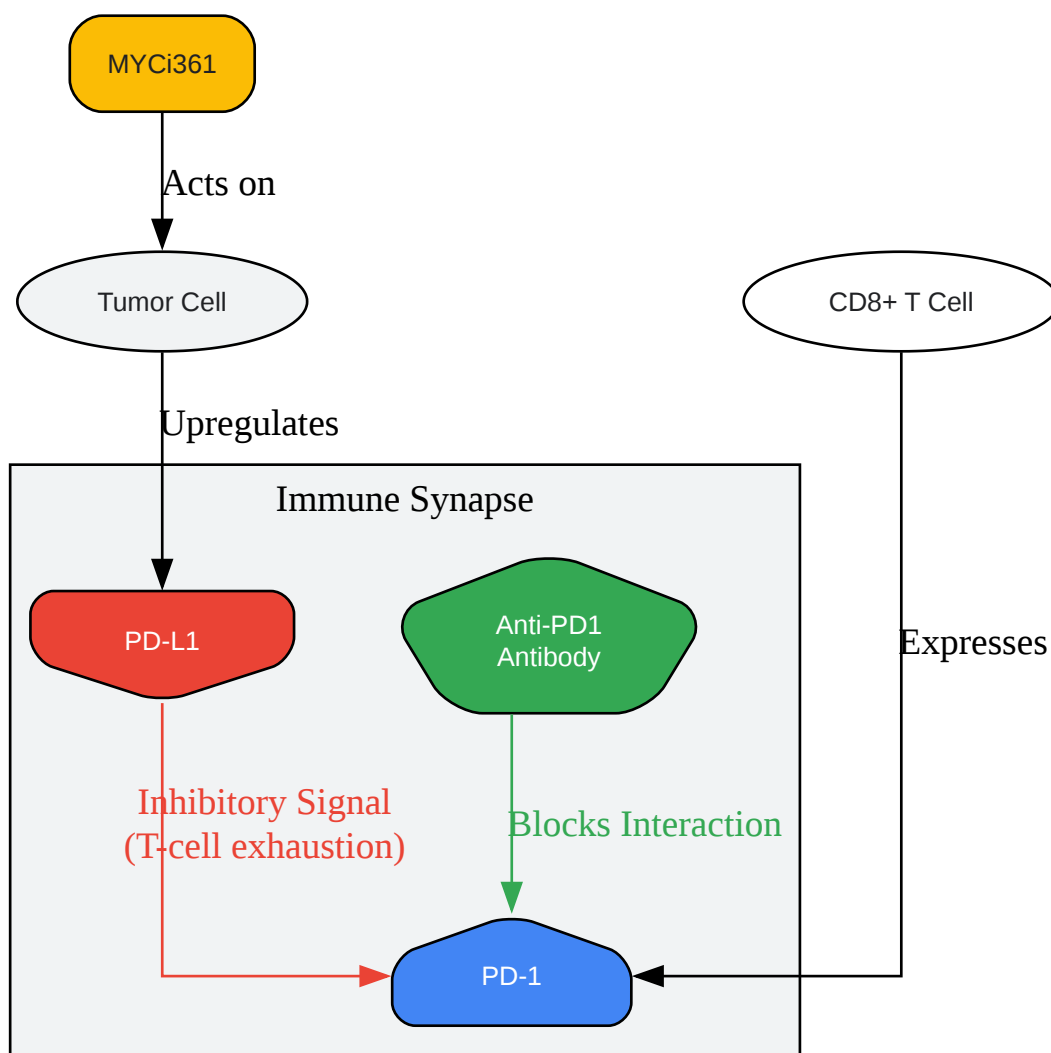 MYCi361
Acts on
Tumor Cell
CD8+ T Cell
Upregulates
Immune Synapse
PD-L1
Anti-PD1
Antibody
Expresses
Inhibitory Signal
(T-cell exhaustion)
Blocks Interaction
PD-1